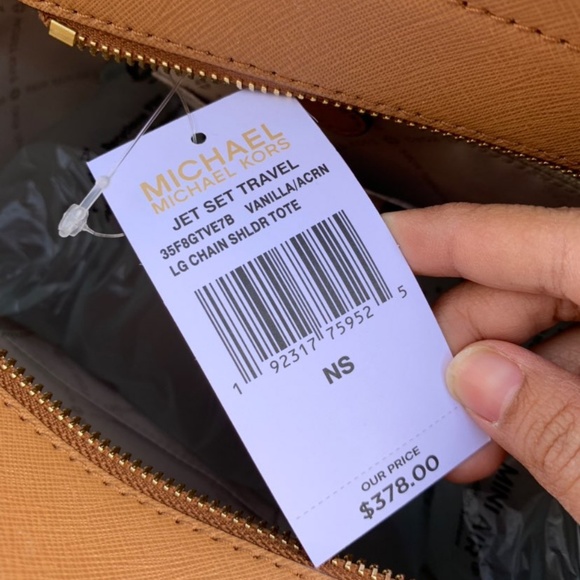 MICHAEL
MICHAEL KORS
JET SET TRAVEL
35F8GTVE7B VANILLA/ACRN
LG CHAIN SHLDR TOTE
1 92317 75952 5
NS
OUR PRICE
$378.00
MINI